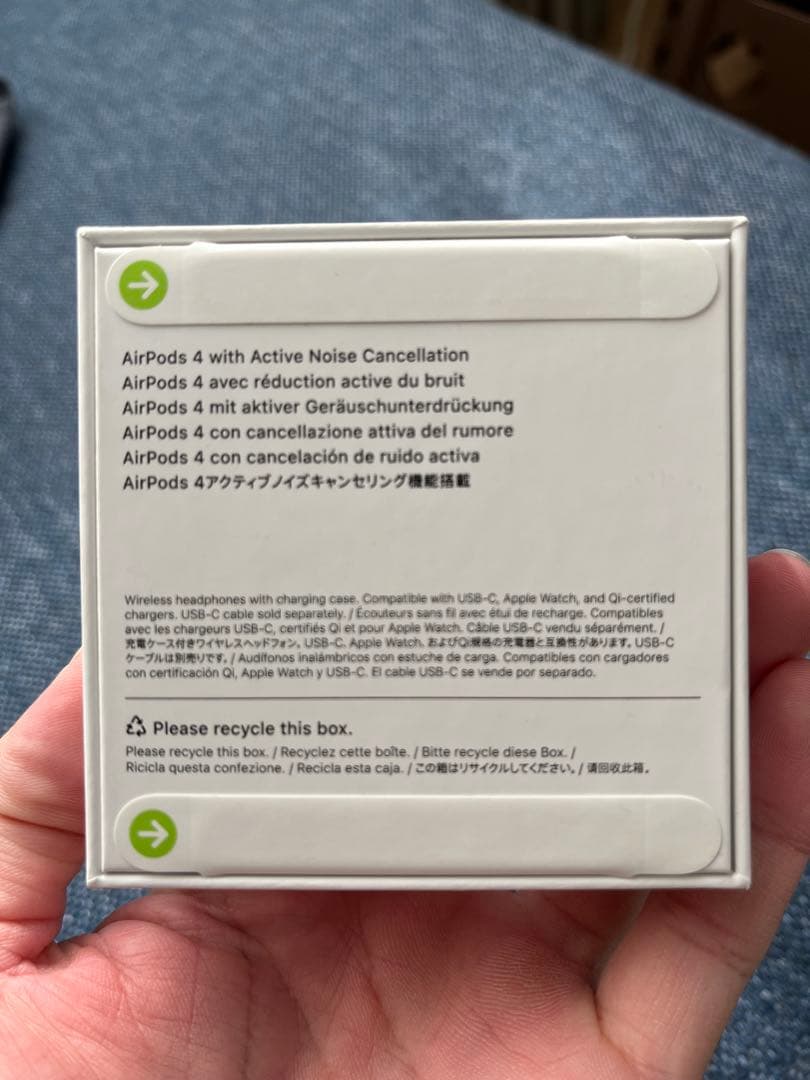 AirPods 4 with Active Noise Cancellation
AirPods 4 avec réduction active du bruit
AirPods 4 mit aktiver Geräuschunterdrückung
AirPods 4 con cancellazione attiva del rumore
AirPods 4 con cancelación de ruido activa
AirPods 4アクティブノイズキャンセリング機能搭載
Wireless headphones with charging case. Compatible with USB-C, Apple Watch, and Qi-certified
chargers. USB-C cable sold separately. / Écouteurs sans fil avec étui de recharge. Compatibles
avec les chargeurs USB-C, certifiés Qi et pour Apple Watch. Câble USB-C vendu séparément. /
充電ケース付きワイヤレスヘッドフォン。USB-C、Apple Watch、およびQi規格の充電器と互換性があります。USB-C
ケーブルは別売りです。/ Audífonos inalámbricos con estuche de carga. Compatibles con cargadores
con certificación Qi, Apple Watch y USB-C. El cable USB-C se vende por separado.
Please recycle this box.
Please recycle this box. / Recyclez cette boîte. / Bitte recycle diese Box. /
Ricicla questa confezione. / Recicla esta caja. / この箱はリサイクルしてください。/ 请回收此箱。